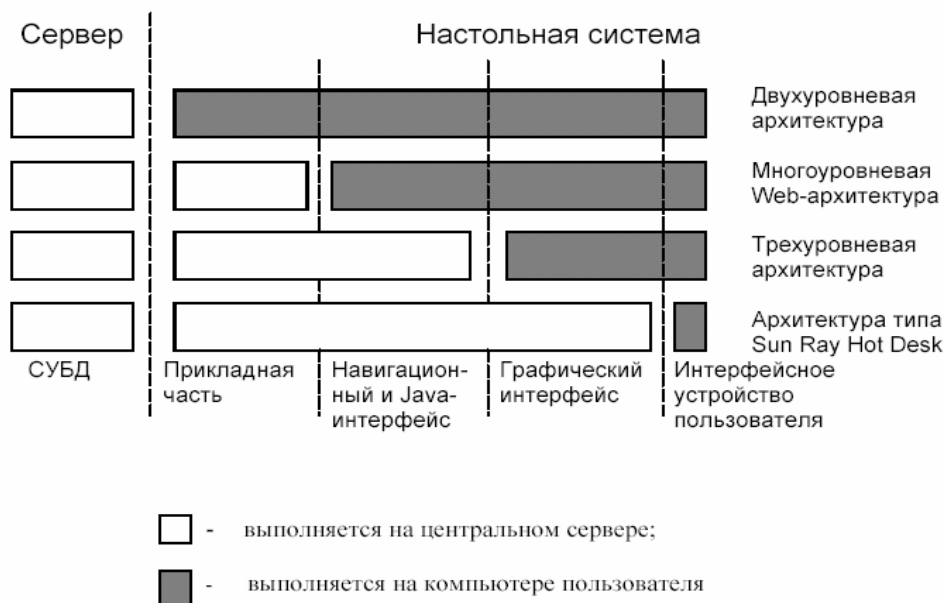 Сервер
Настольная система
Двухуровневая
архитектура
Многоуровневая
Web-архитектура
Трехуровневая
архитектура
Архитектура типа
Sun Ray Hot Desk
СУБД
Прикладная
часть
Навигацион-
ный и Java-
интерфейс
Графический
интерфейс
Интерфейсное
устройство
пользователя
- выполняется на центральном сервере;
- выполняется на компьютере пользователя